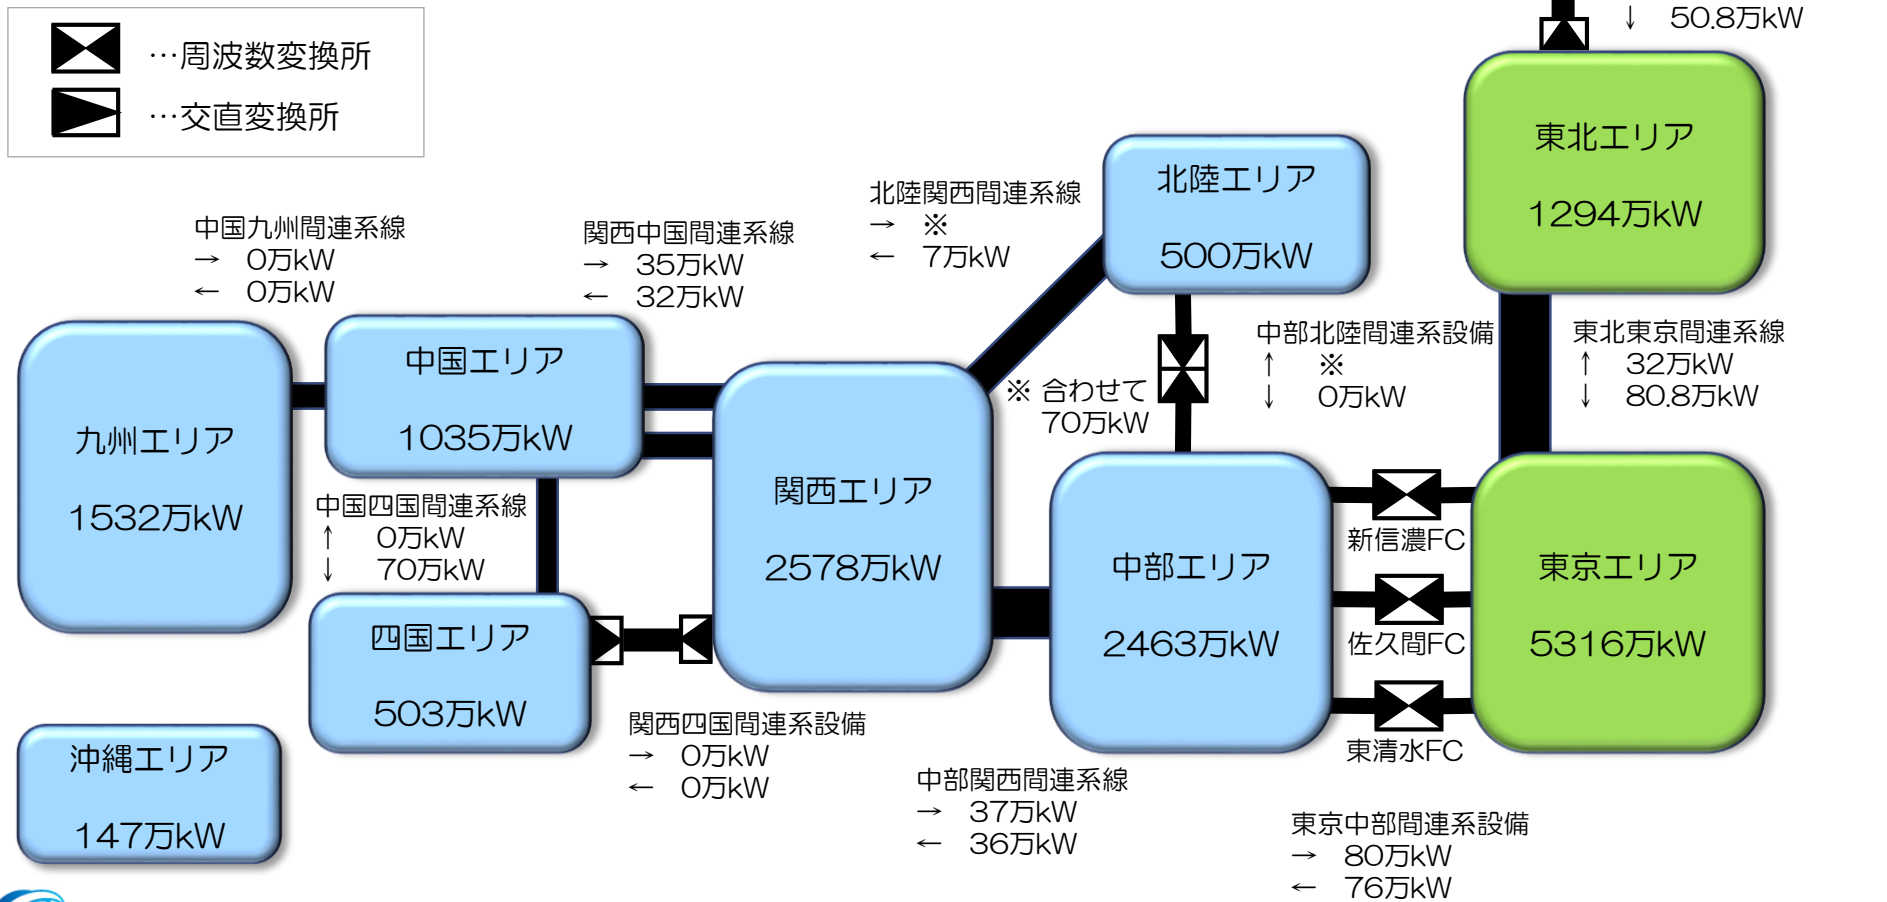 ↓ 50.8万kW
…周波数変換所
…交直変換所
東北エリア
1294万kW
北陸エリア
500万kW
北陸関西間連系線
→ ※
← 7万kW
中国九州間連系線
→ 0万kW
← 0万kW
関西中国間連系線
→ 35万kW
← 32万kW
中部北陸間連系設備
↑ ※
↓ 0万kW
東北東京間連系線
↑ 32万kW
↓ 80.8万kW
※ 合わせて
70万kW
中国エリア
1035万kW
九州エリア
1532万kW
関西エリア
2578万kW
中国四国間連系線
↑ 0万kW
↓ 70万kW
新信濃FC
中部エリア
2463万kW
東京エリア
5316万kW
佐久間FC
四国エリア
503万kW
関西四国間連系設備
→ 0万kW
← 0万kW
東清水FC
沖縄エリア
147万kW
中部関西間連系線
→ 37万kW
← 36万kW
東京中部間連系設備
→ 80万kW
← 76万kW